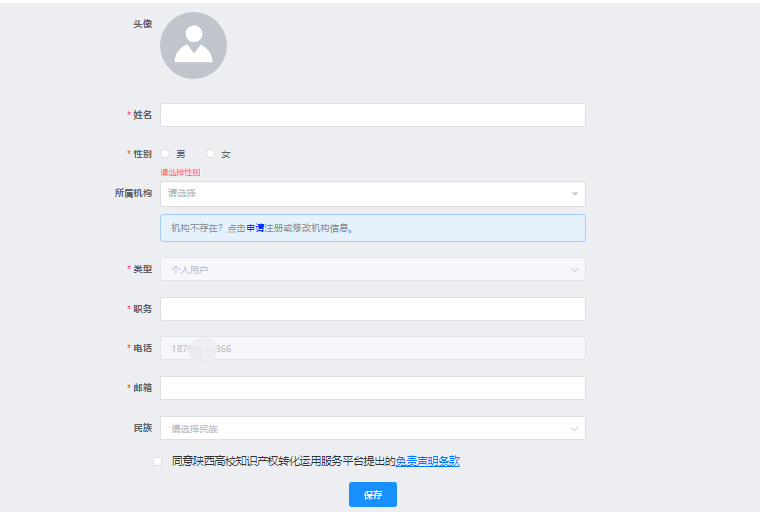 头像
* 姓名
* 性别 男 女
请选择性别
所属机构 请选择
机构不存在？点击申请注册或修改机构信息。
* 类型 个人用户
* 职务
* 电话 187 866
* 邮箱
民族 请选择民族
同意陕西高校知识产权转化运用服务平台提出的免责声明条款
保存